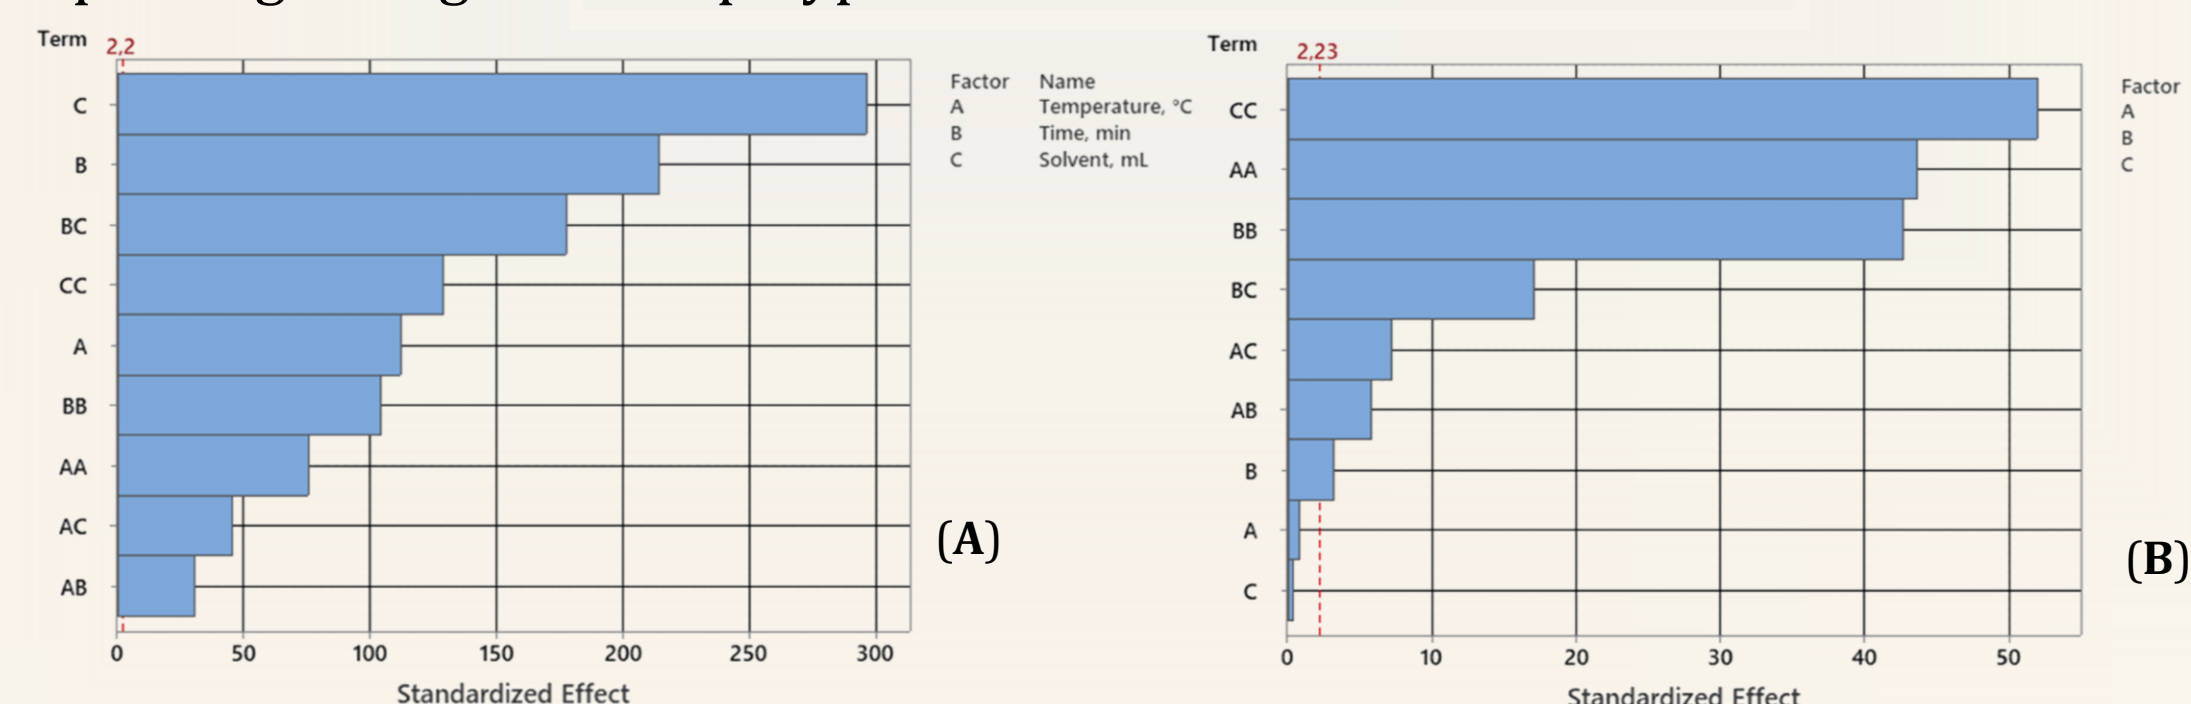 Term
2,2
C
B
BC
CC
A
BB
AA
AC
AB
0 50 100 150 200 250 300
Standardized Effect
Factor Name
A Temperature, °C
B Time, min
C Solvent, mL
(A)
Term
2,23
CC
AA
BB
BC
AC
AB
B
A
C
0 10 20 30 40 50
Standardized Effect
Factor
A
B
C
(B)